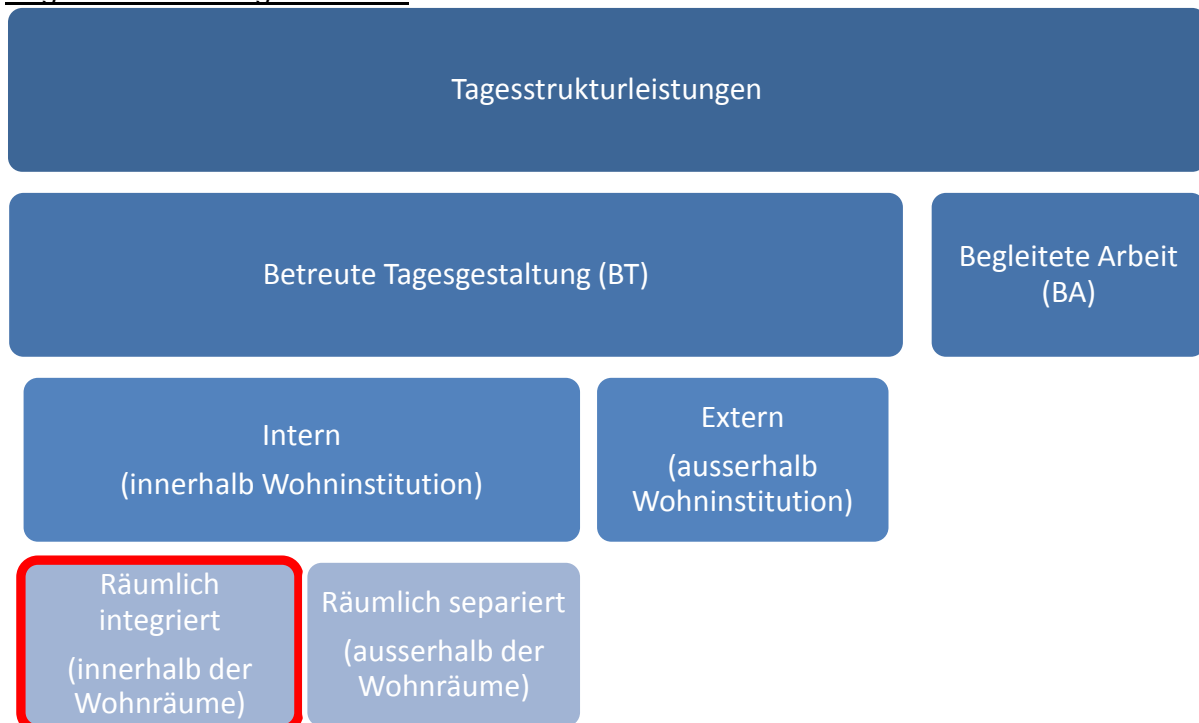 Tagesstrukturleistungen
Betreute Tagesgestaltung (BT)
Begleitete Arbeit
(BA)
Intern
(innerhalb Wohninstitution)
Extern
(ausserhalb
Wohninstitution)
Räumlich
integriert
(innerhalb der
Wohnräume)
Räumlich separiert
(ausserhalb der
Wohnräume)